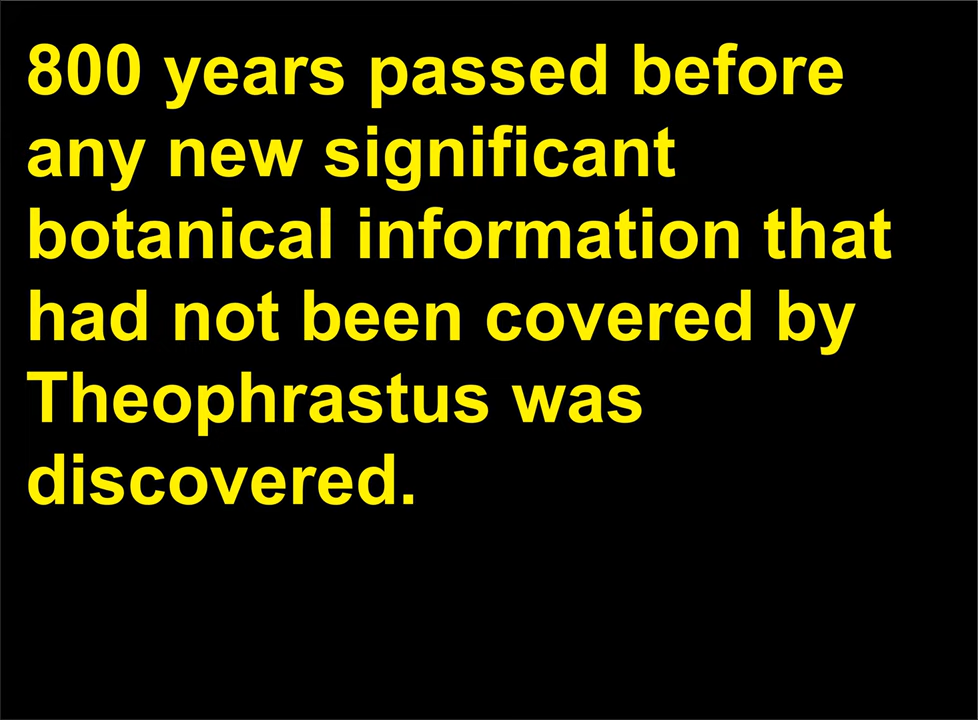 800 years passed before
any new significant
botanical information that
had not been covered by
Theophrastus was
discovered.